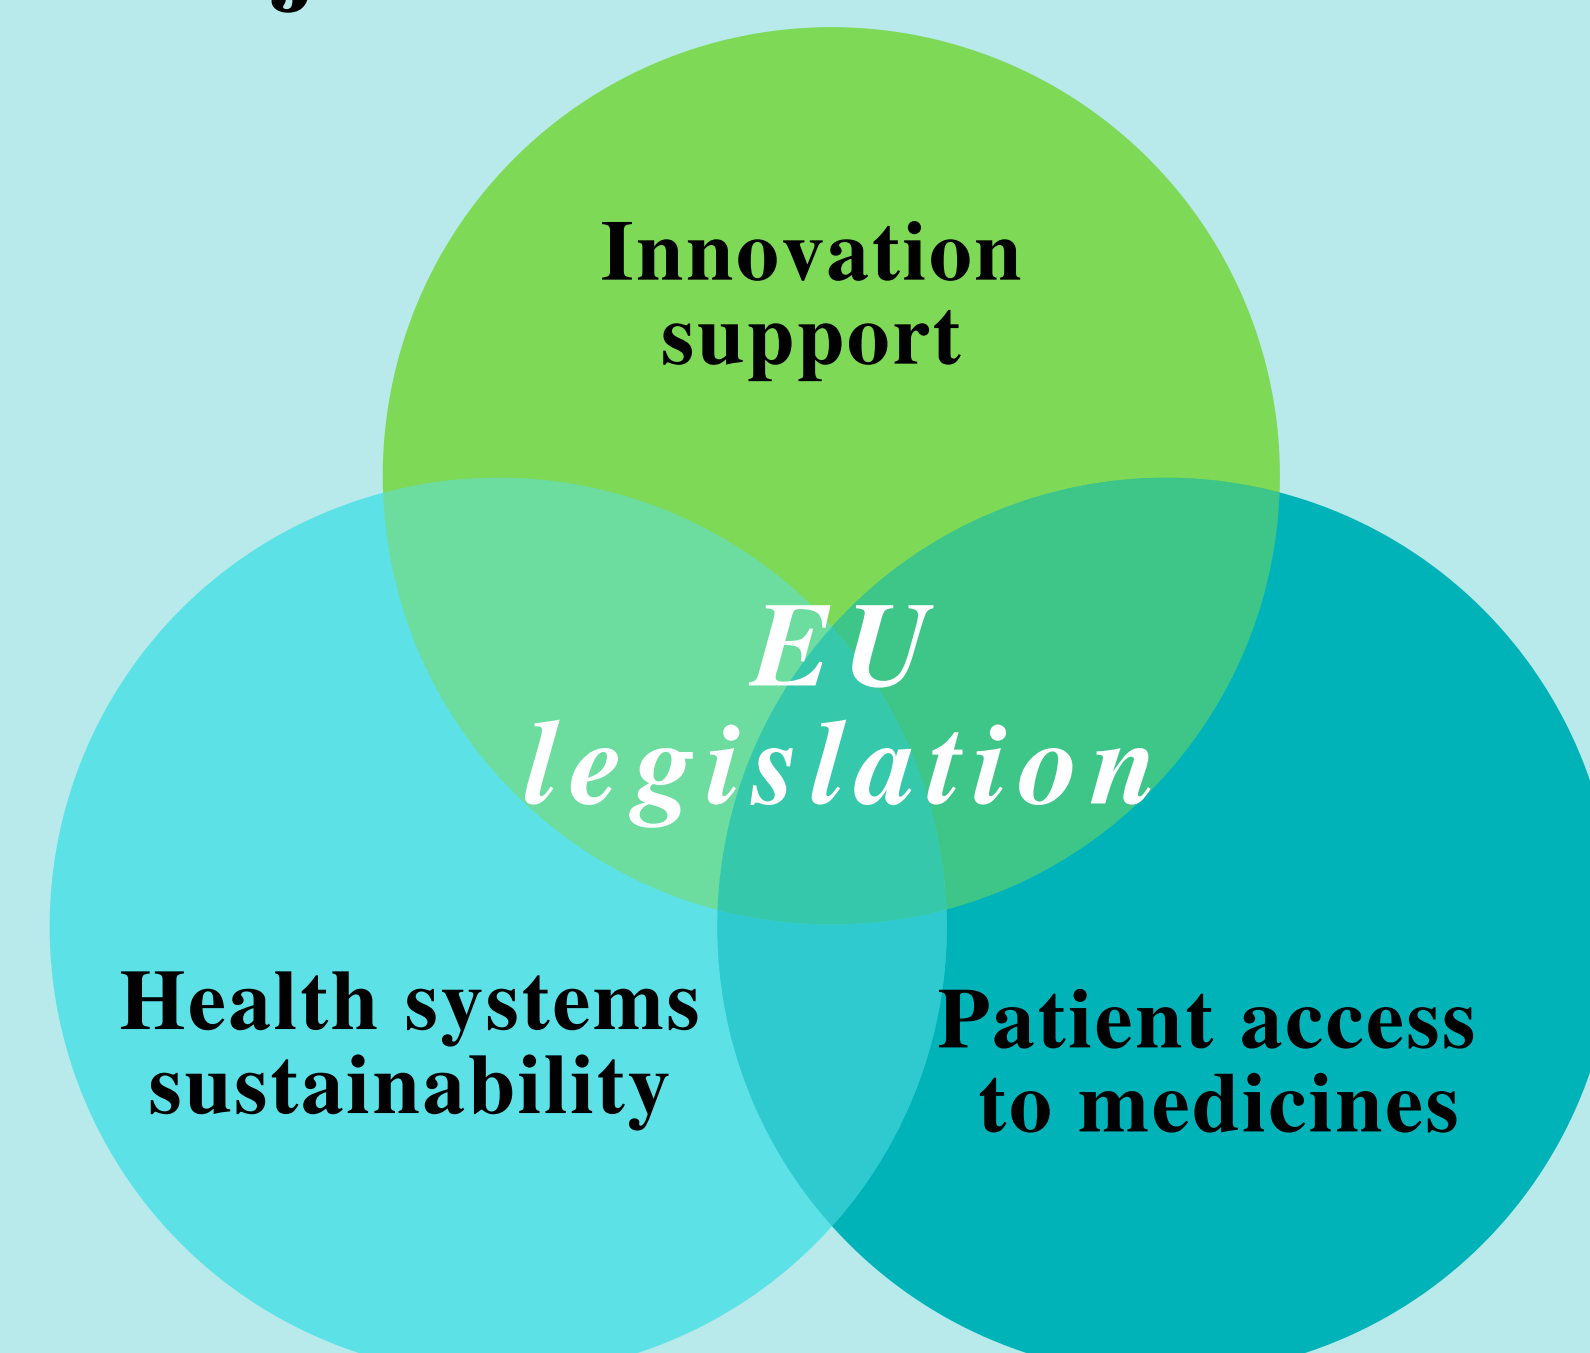 Innovation
support
EU
legislation
Health systems
sustainability
Patient access
to medicines